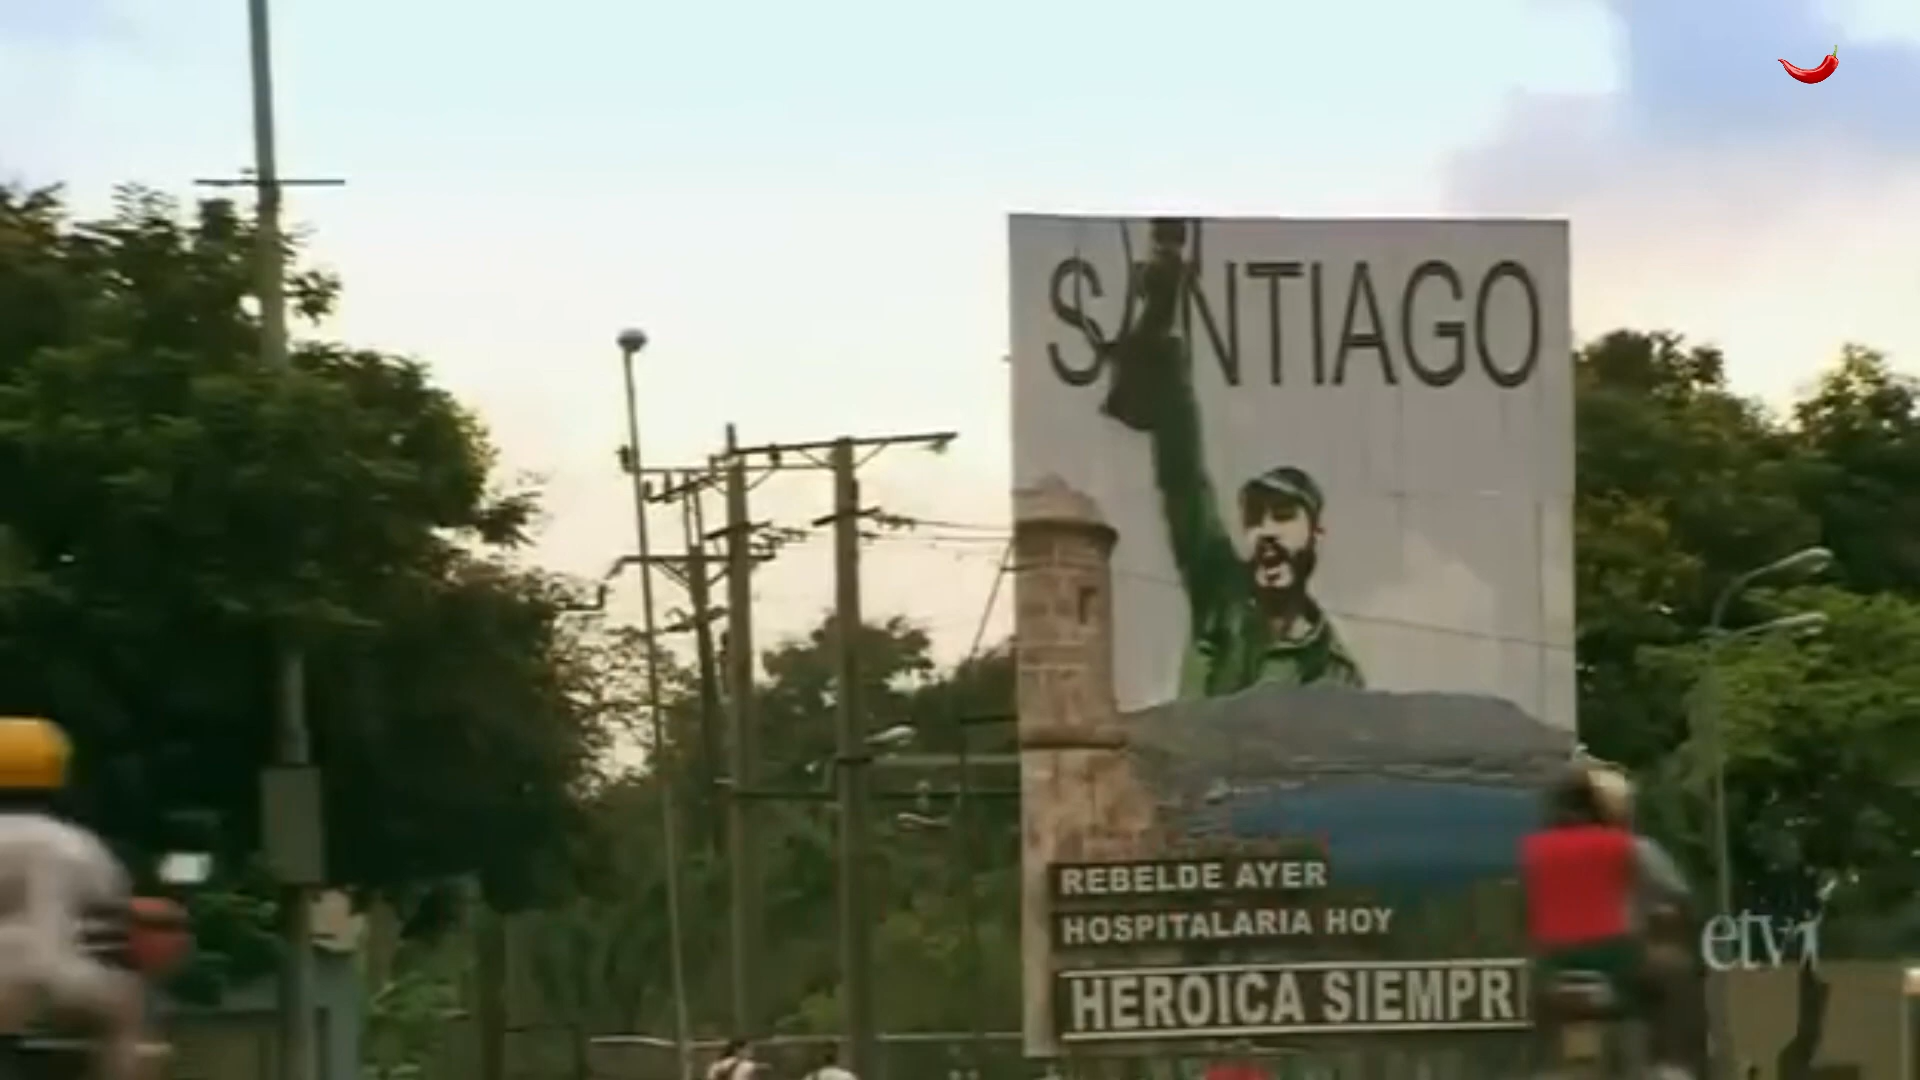 SANTIAGO
REBELDE AYER
HOSPITALARIA HOY
HEROICA SIEMPR
etv